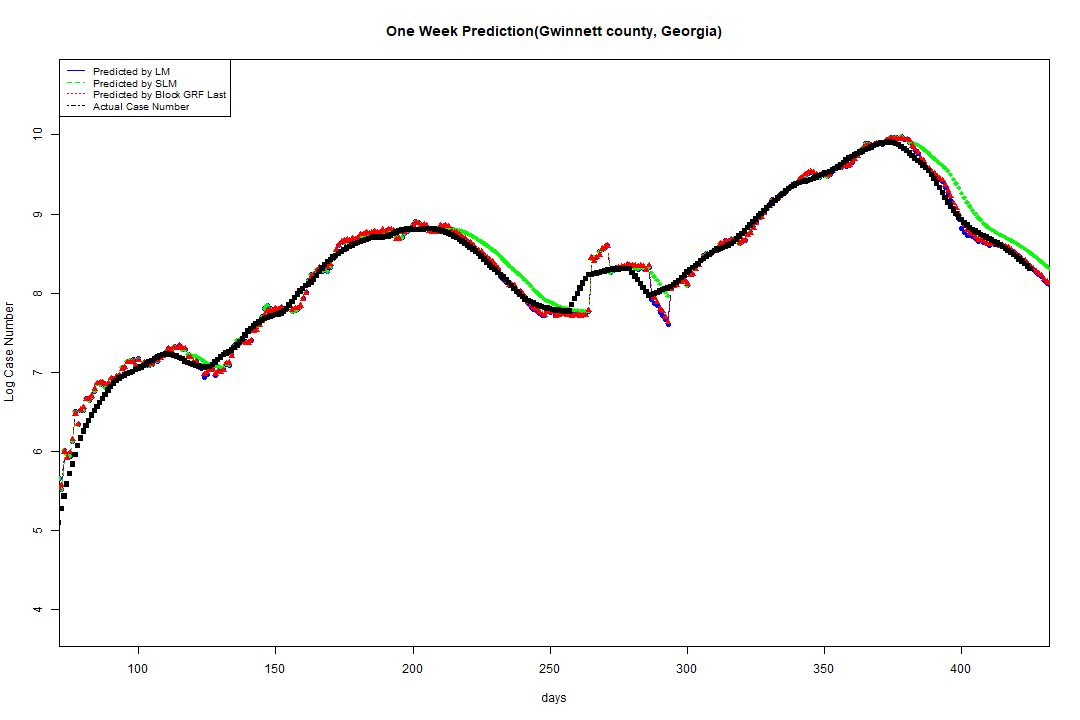 One Week Prediction(Gwinnett county, Georgia)
Predicted by LM
Predicted by SLM
Predicted by Block GRF Last
Actual Case Number
Log Case Number
10
9
8
7
6
5
4
100 150 200 250 300 350 400
days